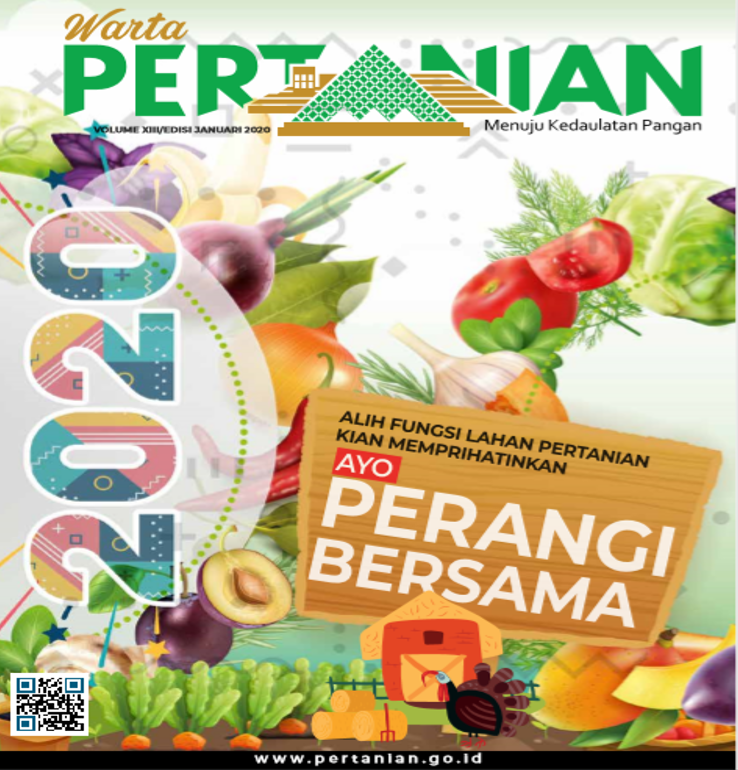 Warta
PERTANIAN
VOLUME XIII/EDISI JANUARI 2020
Menuju Kedaulatan Pangan
2020
ALIH FUNGSI LAHAN PERTANIAN
KIAN MEMPRIHATINKAN
AYO
PERANGI
BERSAMA
www.pertanian.go.id